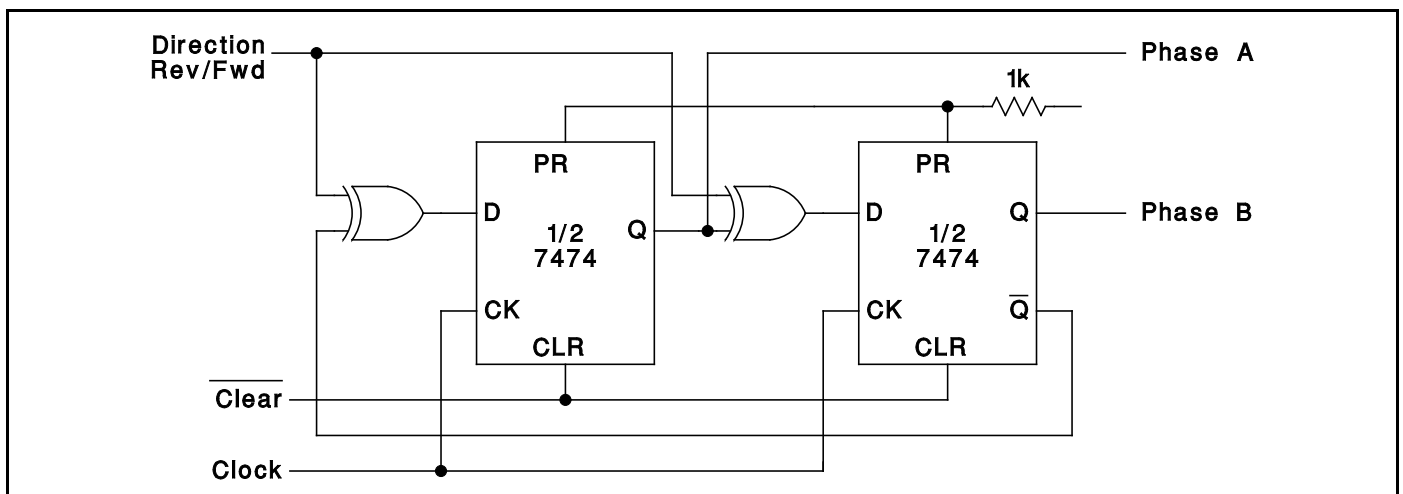 Direction
Rev/Fwd
Phase A
1k
PR
PR
D
Q
1/2
7474
CK
CLR
D
Q
1/2
7474
CK
Q̅
CLR
Phase B
C̅l̅e̅a̅r̅
Clock